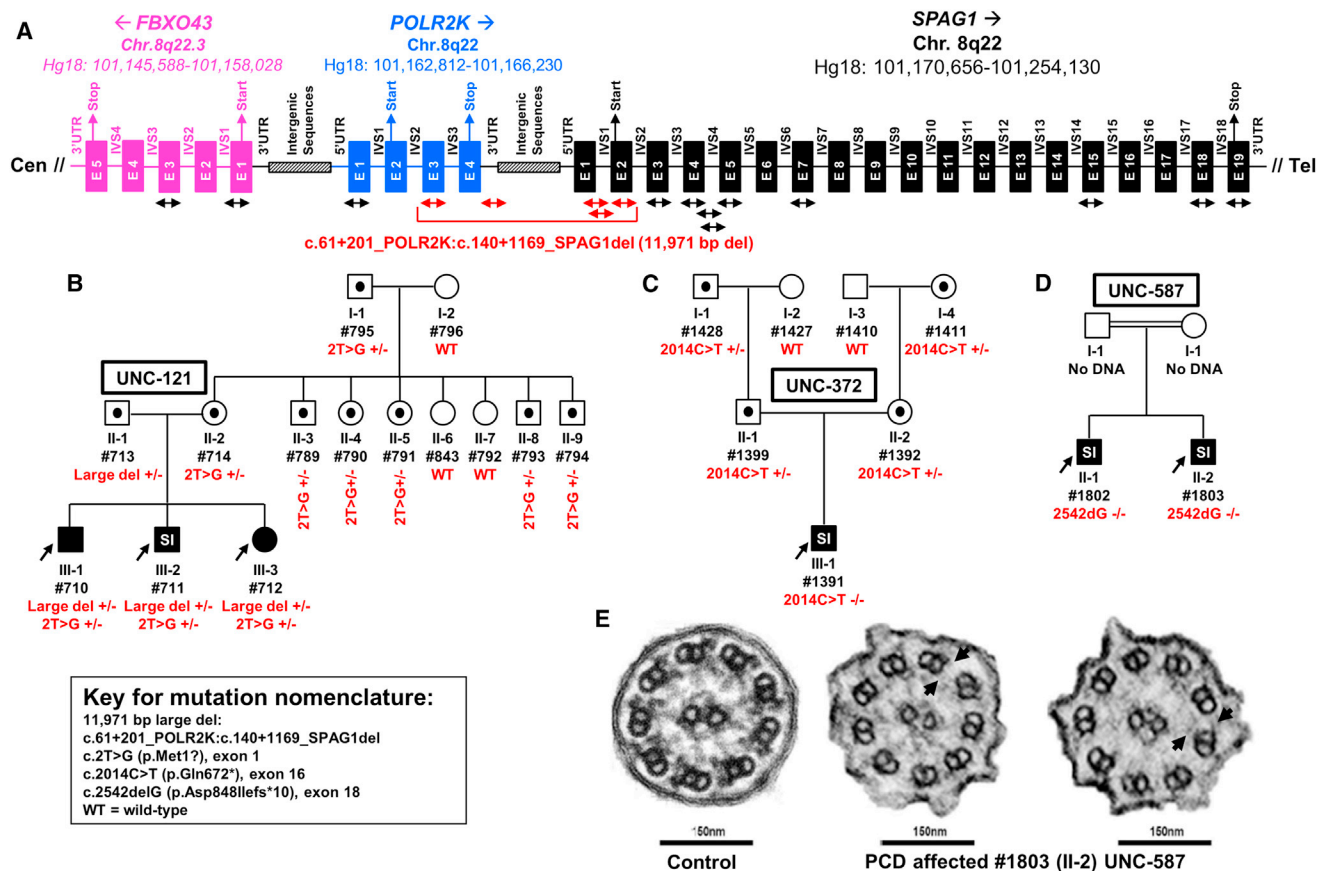 A
← FBXO43
Chr.8q22.3
Hg18: 101,145,588-101,158,028
POLR2K →
Chr.8q22
Hg18: 101,162,812-101,166,230
SPAG1 →
Chr. 8q22
Hg18: 101,170,656-101,254,130
3'UTR Stop IVS4 IVS3 IVS2 IVS1 Start 5'UTR Intergenic Sequences 5'UTR IVS1 Start IVS2 IVS3 Stop 3'UTR Intergenic Sequences 5'UTR IVS1 Start IVS2 IVS3 IVS4 IVS5 IVS6 IVS7 IVS8 IVS9 IVS10 IVS11 IVS12 IVS13 IVS14 IVS15 IVS16 IVS17 IVS18 Stop 3'UTR
Cen // E 5 E 4 E 3 E 2 E 1 E 1 E 2 E 3 E 4 E 1 E 2 E 3 E 4 E 5 E 6 E 7 E 8 E 9 E 10 E 11 E 12 E 13 E 14 E 15 E 16 E 17 E 18 E 19 // Tel
c.61+201_POLR2K:c.140+1169_SPAG1del (11,971 bp del)
B
I-1 I-2
#795 #796
2T>G +/- WT
UNC-121
II-1 II-2 II-3 II-4 II-5 II-6 II-7 II-8 II-9
#713 #714 #789 #790 #791 #843 #792 #793 #794
Large del +/- 2T>G +/- 2T>G +/- 2T>G+/- 2T>G+/- WT WT 2T>G +/- 2T>G +/-
SI
III-1 III-2 III-3
#710 #711 #712
Large del +/- Large del +/- Large del +/-
2T>G +/- 2T>G +/- 2T>G +/-
Key for mutation nomenclature:
11,971 bp large del:
c.61+201_POLR2K:c.140+1169_SPAG1del
c.2T>G (p.Met1?), exon 1
c.2014C>T (p.Gln672*), exon 16
c.2542delG (p.Asp848Ilefs*10), exon 18
WT = wild-type
C
I-1 I-2 I-3 I-4
#1428 #1427 #1410 #1411
2014C>T +/- WT WT 2014C>T +/-
UNC-372
II-1 II-2
#1399 #1392
2014C>T +/- 2014C>T +/-
SI
III-1
#1391
2014C>T -/-
D
UNC-587
I-1 I-1
No DNA No DNA
SI SI
II-1 II-2
#1802 #1803
2542dG -/- 2542dG -/-
E
150nm 150nm 150nm
Control PCD affected #1803 (II-2) UNC-587